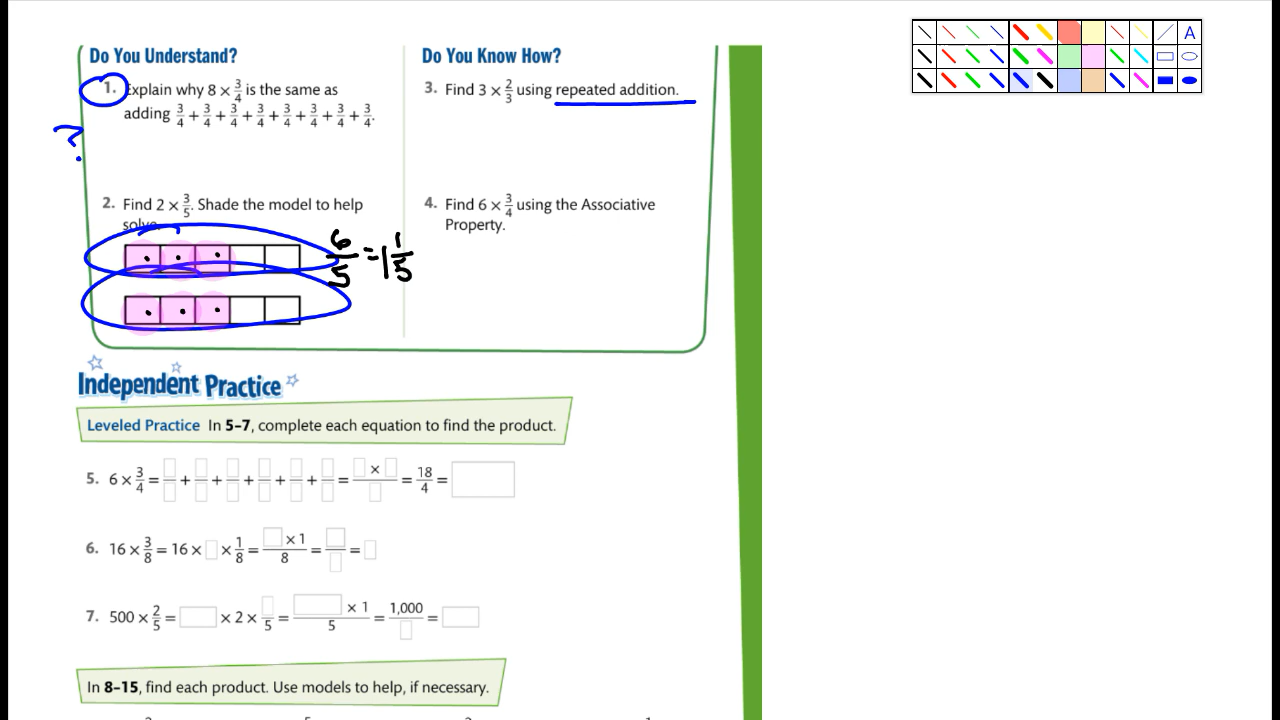 Do You Understand?
1. Explain why 8 × 3/4 is the same as
adding 3/4 + 3/4 + 3/4 + 3/4 + 3/4 + 3/4 + 3/4 + 3/4.
?
2. Find 2 × 3/5. Shade the model to help
solve.
6/5 = 1 1/5
Do You Know How?
3. Find 3 × 2/3 using repeated addition.
4. Find 6 × 3/4 using the Associative
Property.
Independent Practice
Leveled Practice In 5–7, complete each equation to find the product.
5. 6 × 3/4 = + + + + + = × = 18/4 =
6. 16 × 3/8 = 16 × × 1/8 = × 1/8 = =
7. 500 × 2/5 = × 2 × /5 = × 1/5 = 1,000/ =
In 8–15, find each product. Use models to help, if necessary.
A